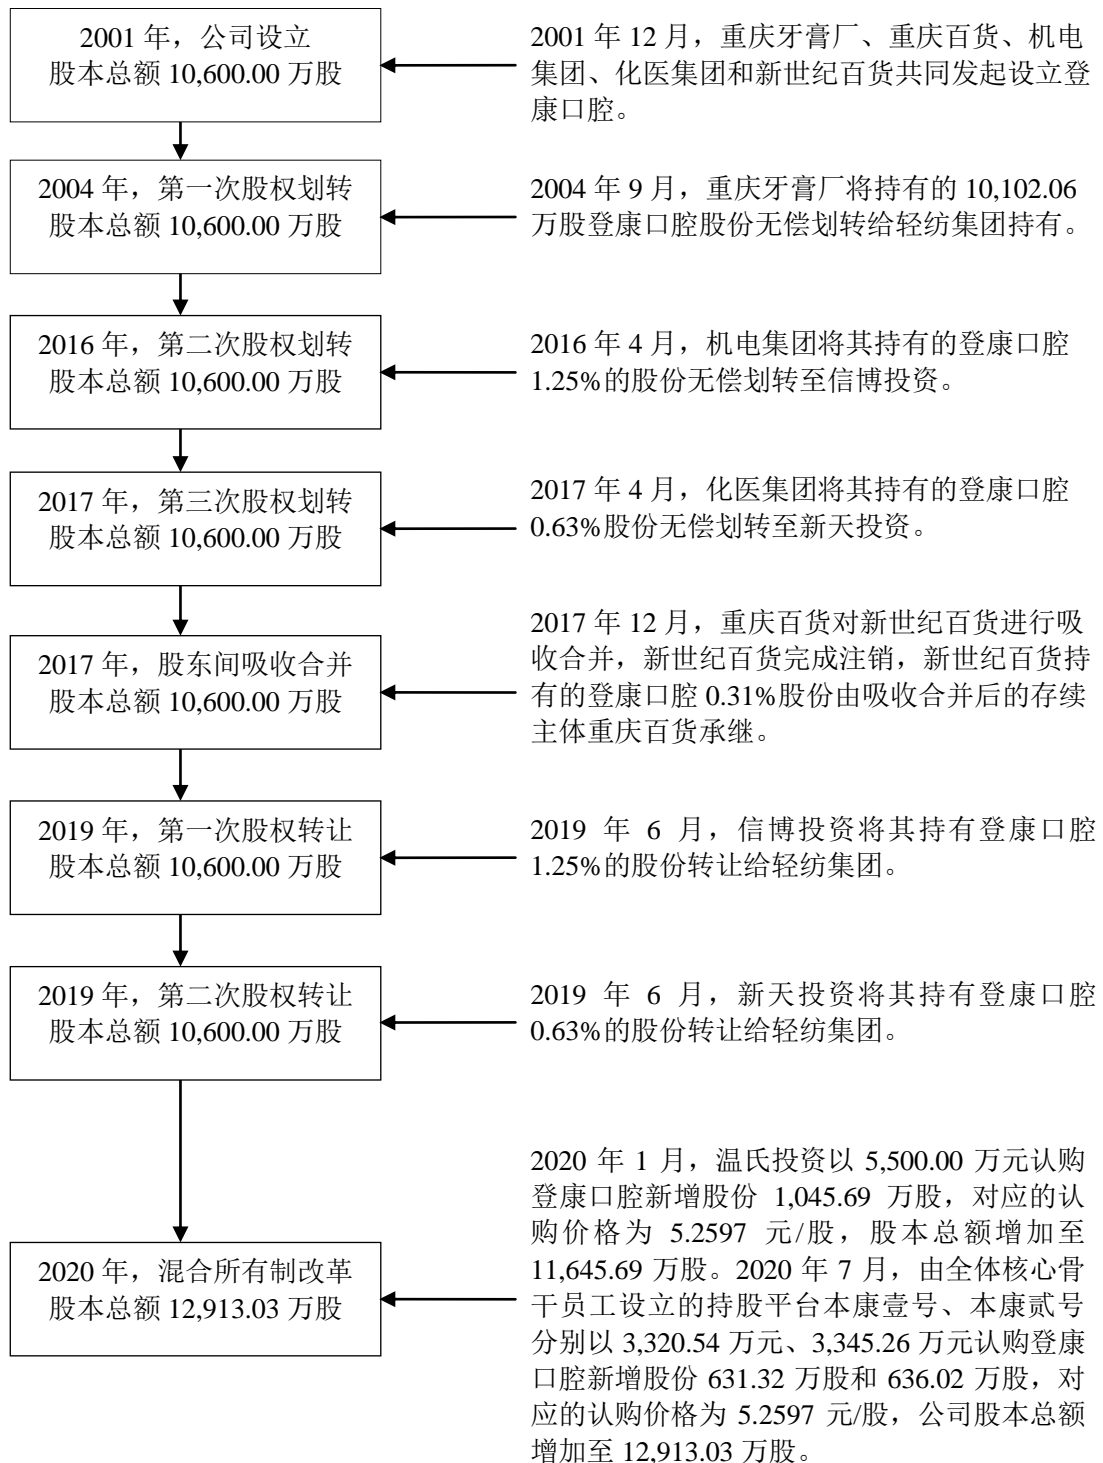 2001 年，公司设立
股本总额 10,600.00 万股
2001 年 12 月，重庆牙膏厂、重庆百货、机电
集团、化医集团和新世纪百货共同发起设立登
康口腔。
2004 年，第一次股权划转
股本总额 10,600.00 万股
2004 年 9 月，重庆牙膏厂将持有的 10,102.06
万股登康口腔股份无偿划转给轻纺集团持有。
2016 年，第二次股权划转
股本总额 10,600.00 万股
2016 年 4 月，机电集团将其持有的登康口腔
1.25%的股份无偿划转至信博投资。
2017 年，第三次股权划转
股本总额 10,600.00 万股
2017 年 4 月，化医集团将其持有的登康口腔
0.63%股份无偿划转至新天投资。
2017 年，股东间吸收合并
股本总额 10,600.00 万股
2017 年 12 月，重庆百货对新世纪百货进行吸
收合并，新世纪百货完成注销，新世纪百货持
有的登康口腔 0.31%股份由吸收合并后的存续
主体重庆百货承继。
2019 年，第一次股权转让
股本总额 10,600.00 万股
2019 年 6 月，信博投资将其持有登康口腔
1.25%的股份转让给轻纺集团。
2019 年，第二次股权转让
股本总额 10,600.00 万股
2019 年 6 月，新天投资将其持有登康口腔
0.63%的股份转让给轻纺集团。
2020 年，混合所有制改革
股本总额 12,913.03 万股
2020 年 1 月，温氏投资以 5,500.00 万元认购
登康口腔新增股份 1,045.69 万股，对应的认
购价格为 5.2597 元/股，股本总额增加至
11,645.69 万股。2020 年 7 月，由全体核心骨
干员工设立的持股平台本康壹号、本康贰号
分别以 3,320.54 万元、3,345.26 万元认购登康
口腔新增股份 631.32 万股和 636.02 万股，对
应的认购价格为 5.2597 元/股，公司股本总额
增加至 12,913.03 万股。